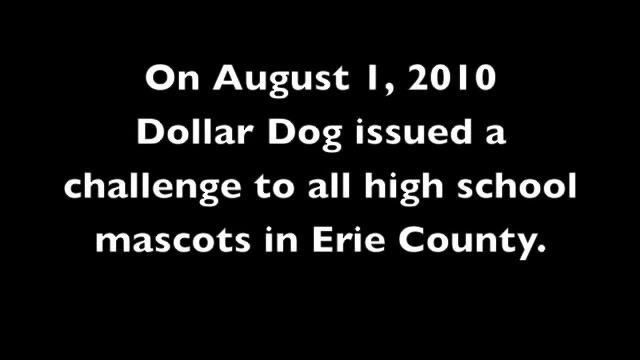 On August 1, 2010
Dollar Dog issued a
challenge to all high school
mascots in Erie County.